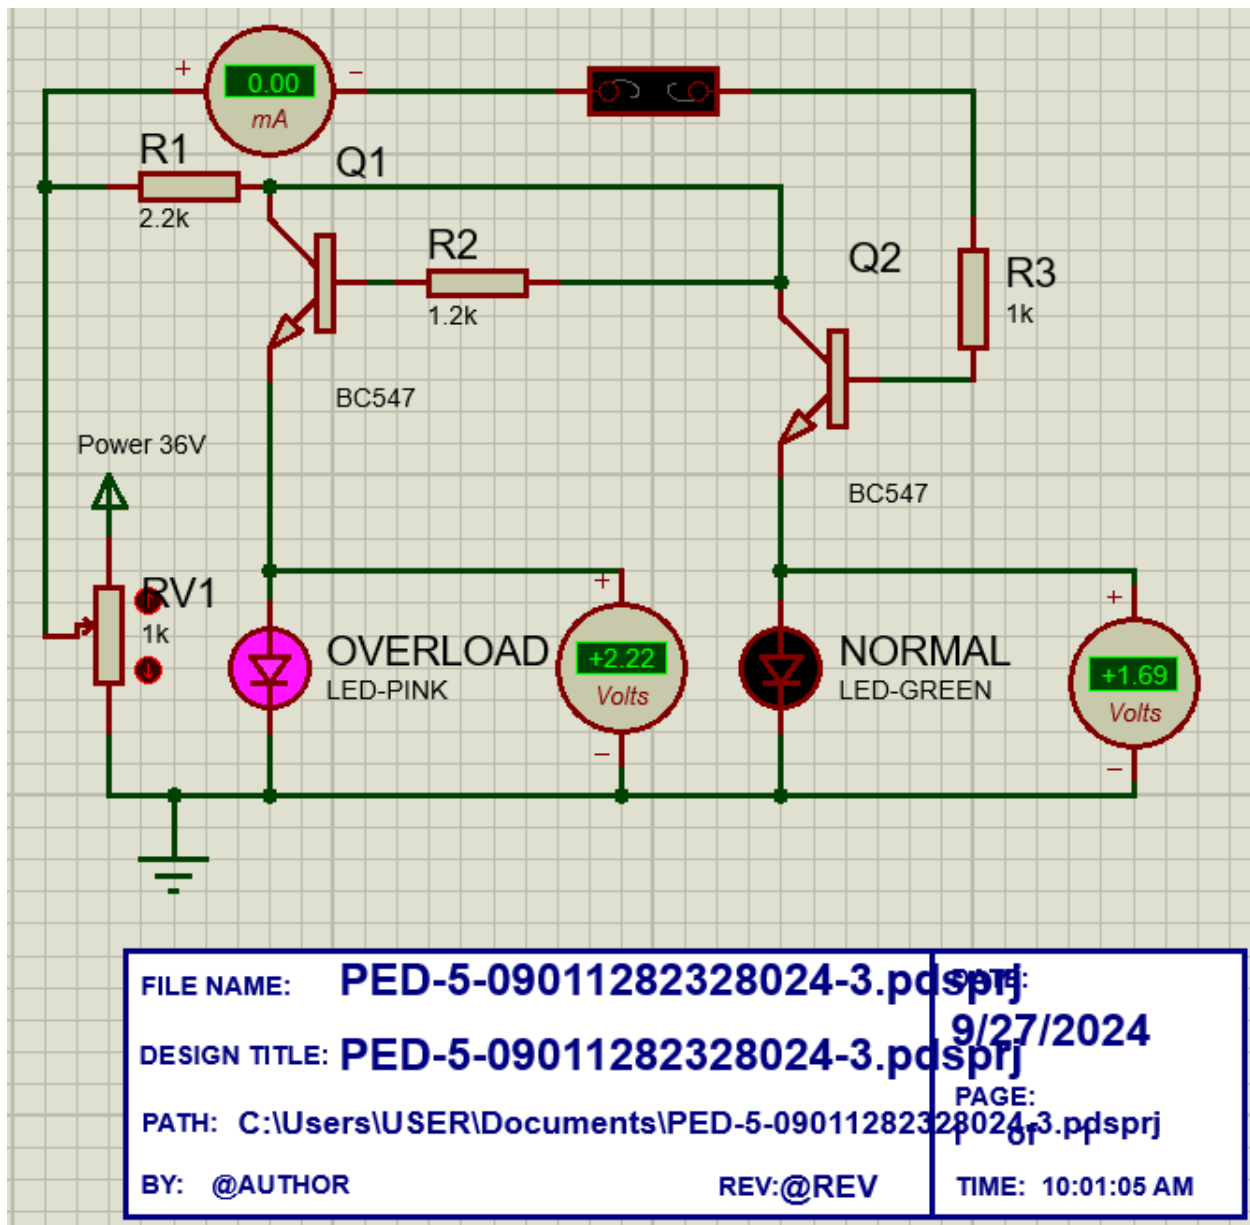 + 0.00 −
mA
R1
2.2k
Q1
R2
1.2k
Q2
R3
1k
BC547
Power 36V
BC547
RV1
1k
OVERLOAD
LED-PINK
+
+2.22
Volts
−
NORMAL
LED-GREEN
+
+1.69
Volts
−
FILE NAME: PED-5-09011282328024-3.pdsprj
DATE:
9/27/2024
DESIGN TITLE: PED-5-09011282328024-3.pdsprj
PAGE:
PATH: C:\Users\USER\Documents\PED-5-09011282328024-3.pdsprj
of
BY: @AUTHOR
REV:@REV
TIME: 10:01:05 AM